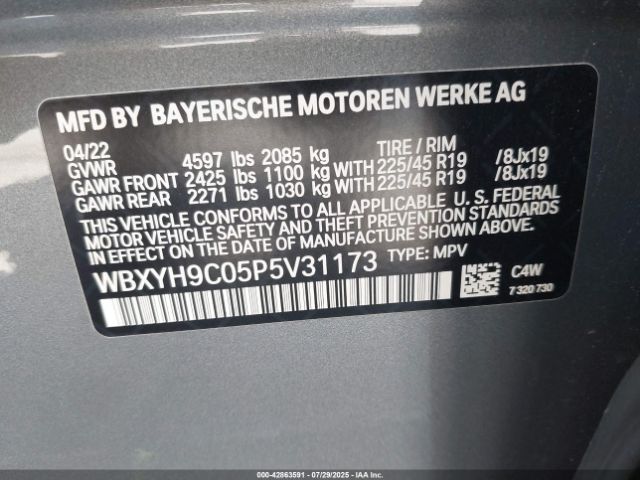 MFD BY BAYERISCHE MOTOREN WERKE AG
04/22 TIRE / RIM
GVWR 4597 lbs 2085 kg
GAWR FRONT 2425 lbs 1100 kg WITH 225/45 R19 /8Jx19
GAWR REAR 2271 lbs 1030 kg WITH 225/45 R19 /8Jx19
THIS VEHICLE CONFORMS TO ALL APPLICABLE U. S. FEDERAL
MOTOR VEHICLE SAFETY, BUMPER, AND THEFT PREVENTION STANDARDS
IN EFFECT ON THE DATE OF MANUFACTURE SHOWN ABOVE.
WBXYH9C05P5V31173 TYPE: MPV
C4W
7 320 730
000-42863591 | 07/29/2025 | IAAI.CA